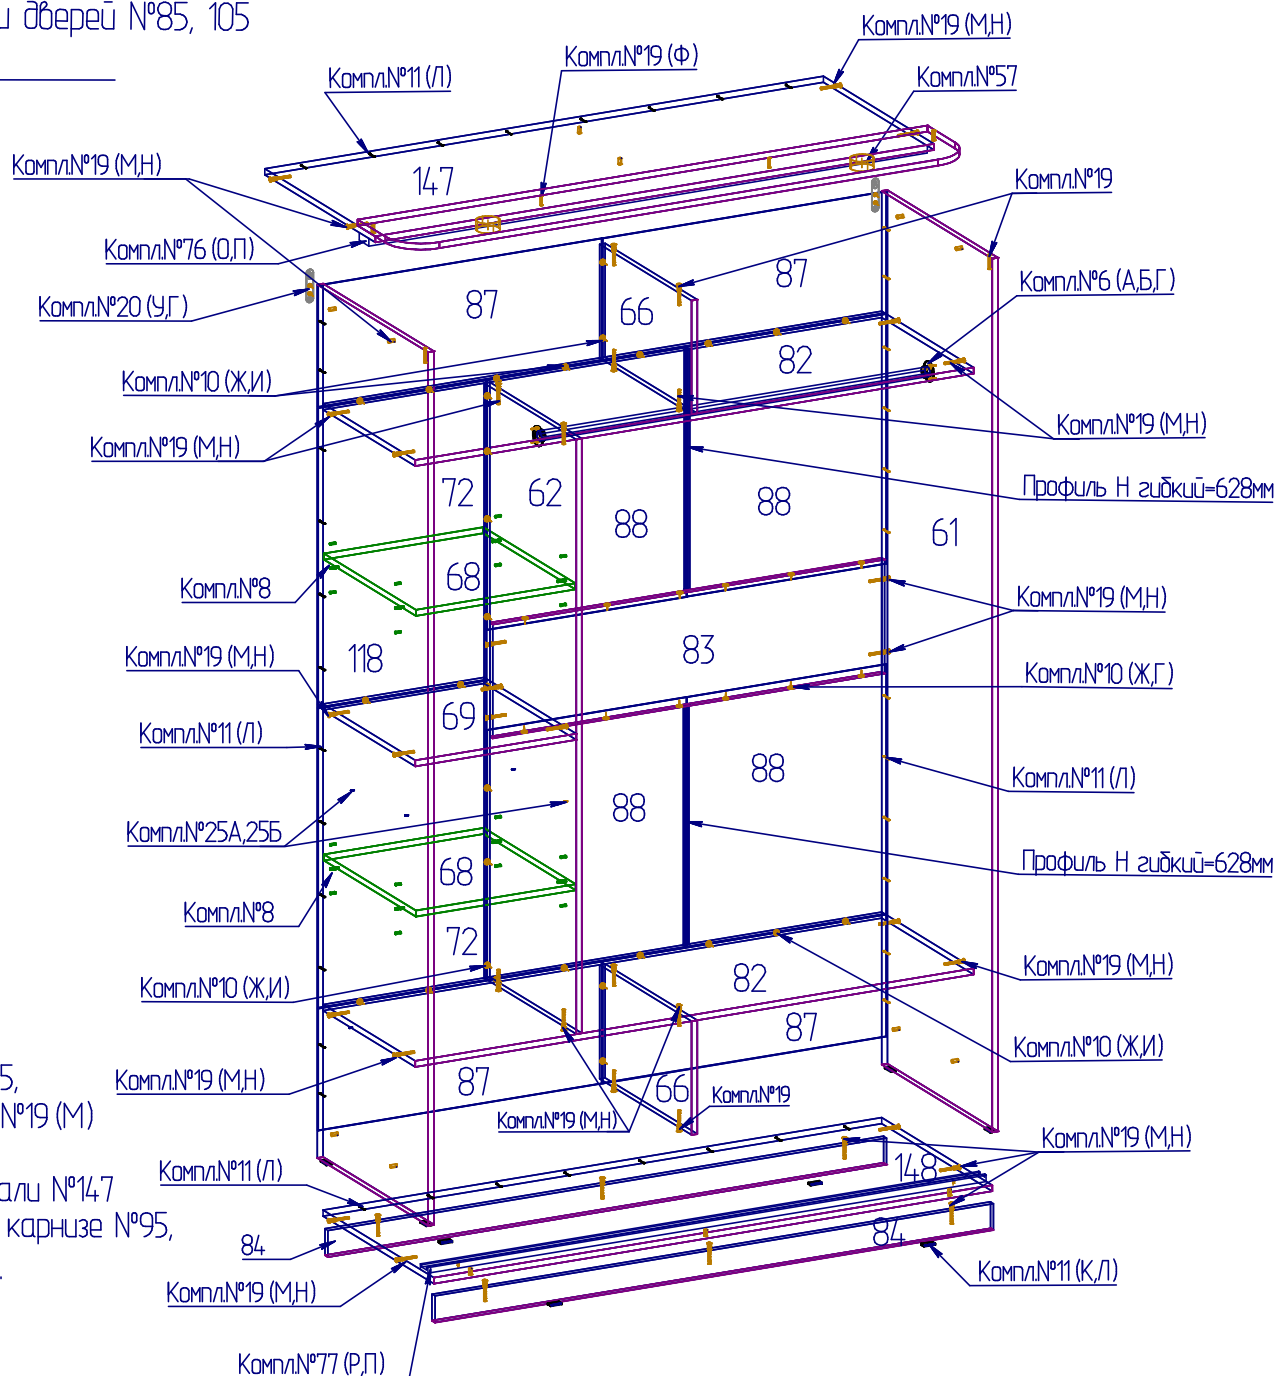 и дверей №85, 105
Компл.№19 (М,Н)
Компл.№19 (Ф)
Компл.№11 (Л)
Компл.№57
Компл.№19 (М,Н)
147
Компл.№19
Компл.№76 (О,П)
87
Компл.№6 (А,Б,Г)
Компл.№20 (У,Г)
87
66
82
Компл.№10 (Ж,И)
Компл.№19 (М,Н)
Компл.№19 (М,Н)
72
62
88
88
Профиль Н гибкий=628мм
61
68
Компл.№8
Компл.№19 (М,Н)
83
118
Компл.№19 (М,Н)
Компл.№10 (Ж,Г)
69
Компл.№11 (Л)
88
88
Компл.№11 (Л)
Компл.№25А,25Б
Профиль Н гибкий=628мм
68
Компл.№8
72
82
Компл.№19 (М,Н)
Компл.№10 (Ж,И)
87
Компл.№10 (Ж,И)
5,
Компл.№19 (М,Н)
87
66
Компл.№19
№19 (М)
Компл.№19 (М,Н)
Компл.№19 (М,Н)
Компл.№11 (Л)
148
али №147
карнизе №95,
84
84
Компл.№11 (К,Л)
Компл.№19 (М,Н)
Компл.№77 (Р,П)